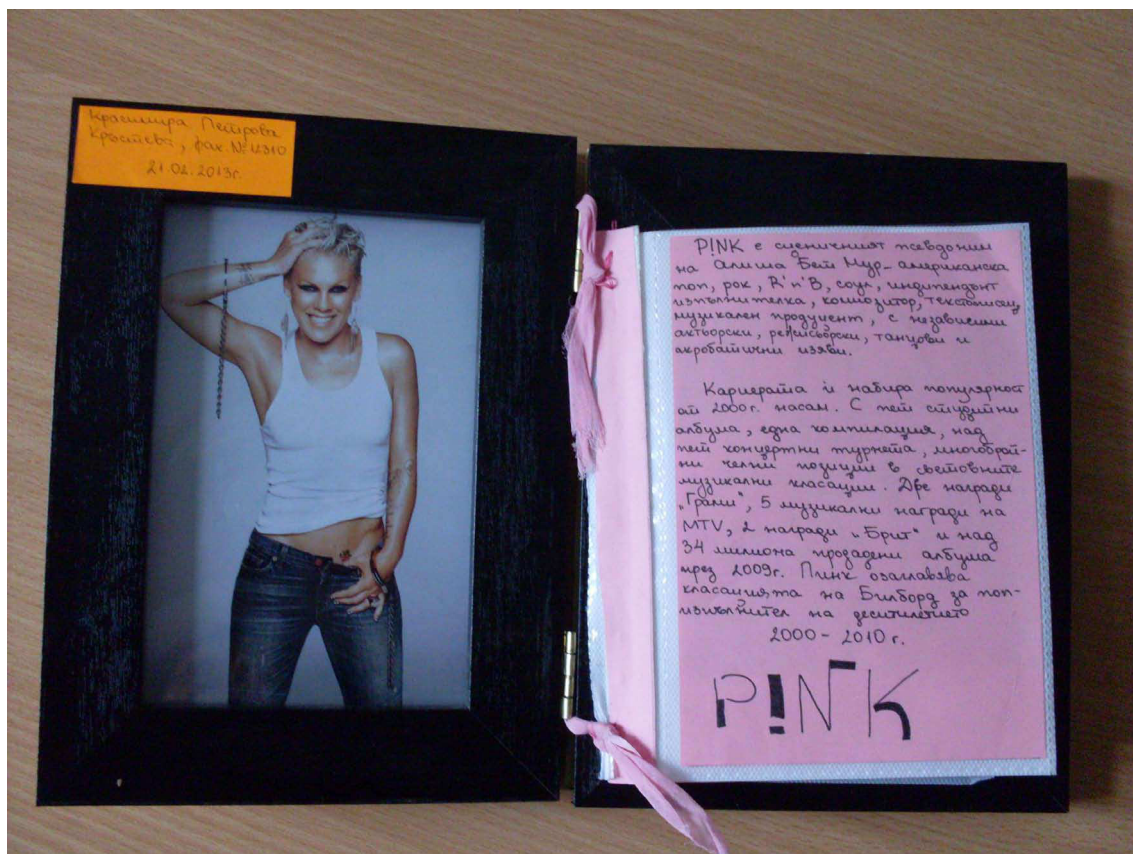 Красимира Петрова
Кръстева, фак. №12310
21.02.2013г.
P!NK е сценичният псевдоним
на Алиша Бет Мур - американска
поп, рок, R'n'B, соул, индипендънт
изпълнителка, композитор, текстописец,
музикален продуцент, с независими
актьорски, режисьорски, танцови и
акробатични изяви.
Кариерата ѝ набира популярност
от 2000г. насам. С пет студийни
албума, една компилация, над
пет концертни турнета, многоброй-
ни челни позиции в световните
музикални класации. Две награди
„Грами“, 5 музикални награди на
MTV, 2 награди „Брит“ и над
34 милиона продадени албума
през 2009г. Пинк оглавява
класацията на Билборд за поп-
изпълнител на десетилетието
2000 - 2010 г.
P!NK